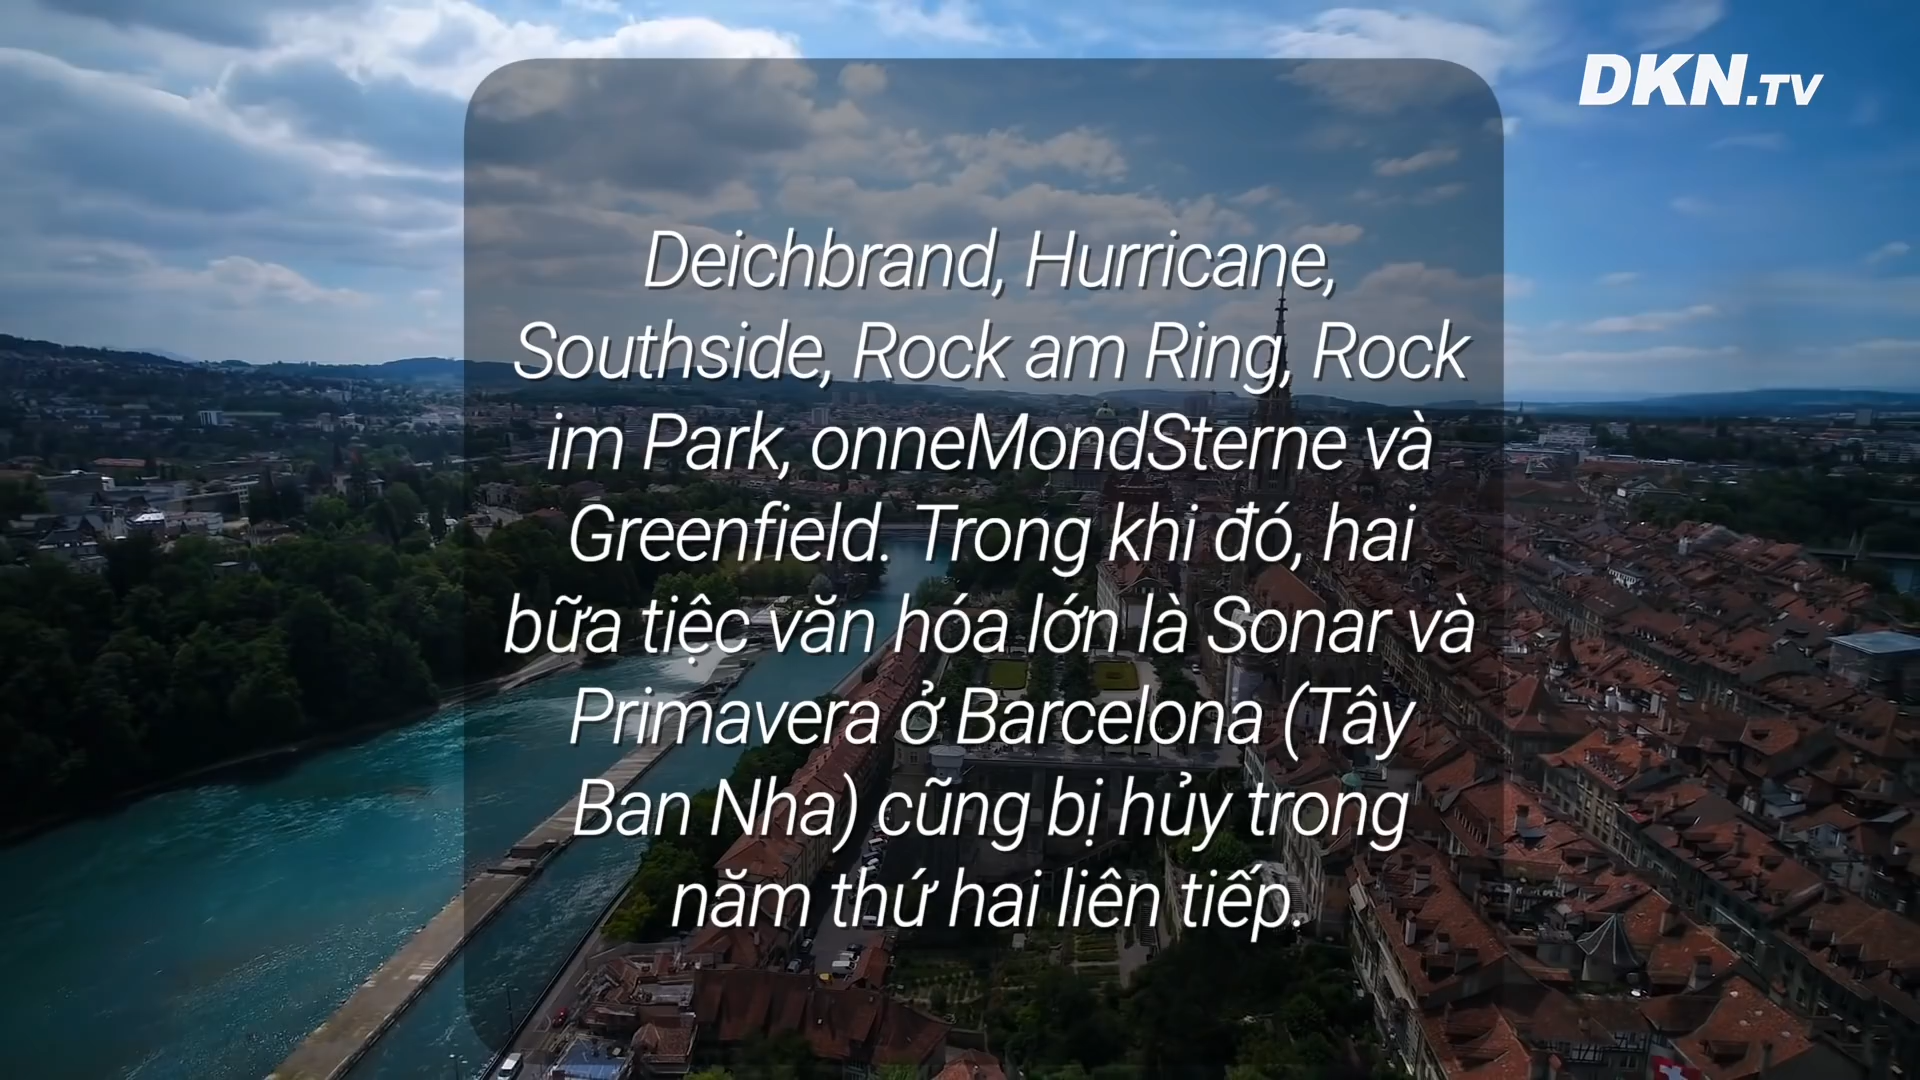 DKN.TV
Deichbrand, Hurricane,
Southside, Rock am Ring, Rock
im Park, onneMondSterne và
Greenfield. Trong khi đó, hai
bữa tiệc văn hóa lớn là Sonar và
Primavera ở Barcelona (Tây
Ban Nha) cũng bị hủy trong
năm thứ hai liên tiếp.